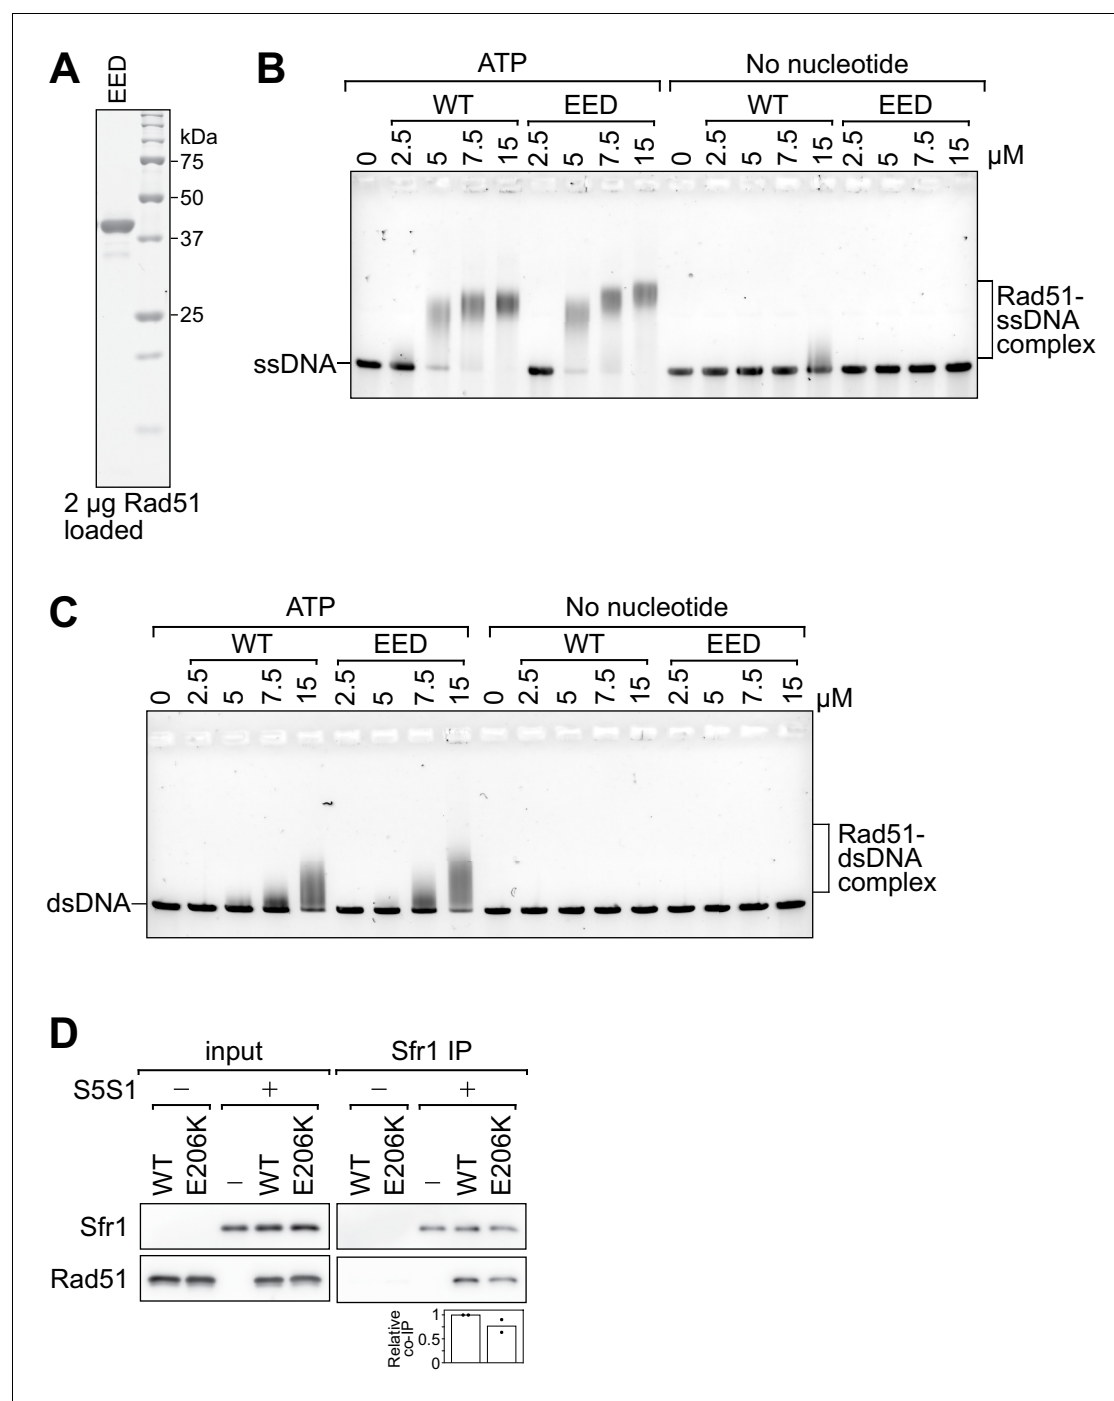 A
EED
kDa
75
50
37
25
2 µg Rad51
loaded
B
ATP
No nucleotide
WT
EED
WT
EED
0 2.5 5 7.5 15 2.5 5 7.5 15 0 2.5 5 7.5 15 2.5 5 7.5 15 µM
ssDNA
Rad51-
ssDNA
complex
C
ATP
No nucleotide
WT
EED
WT
EED
0 2.5 5 7.5 15 2.5 5 7.5 15 0 2.5 5 7.5 15 2.5 5 7.5 15 µM
dsDNA
Rad51-
dsDNA
complex
D
input
Sfr1 IP
S5S1 − + − +
WT E206K − WT E206K WT E206K − WT E206K
Sfr1
Rad51
Relative
co-IP
1
0.5
0